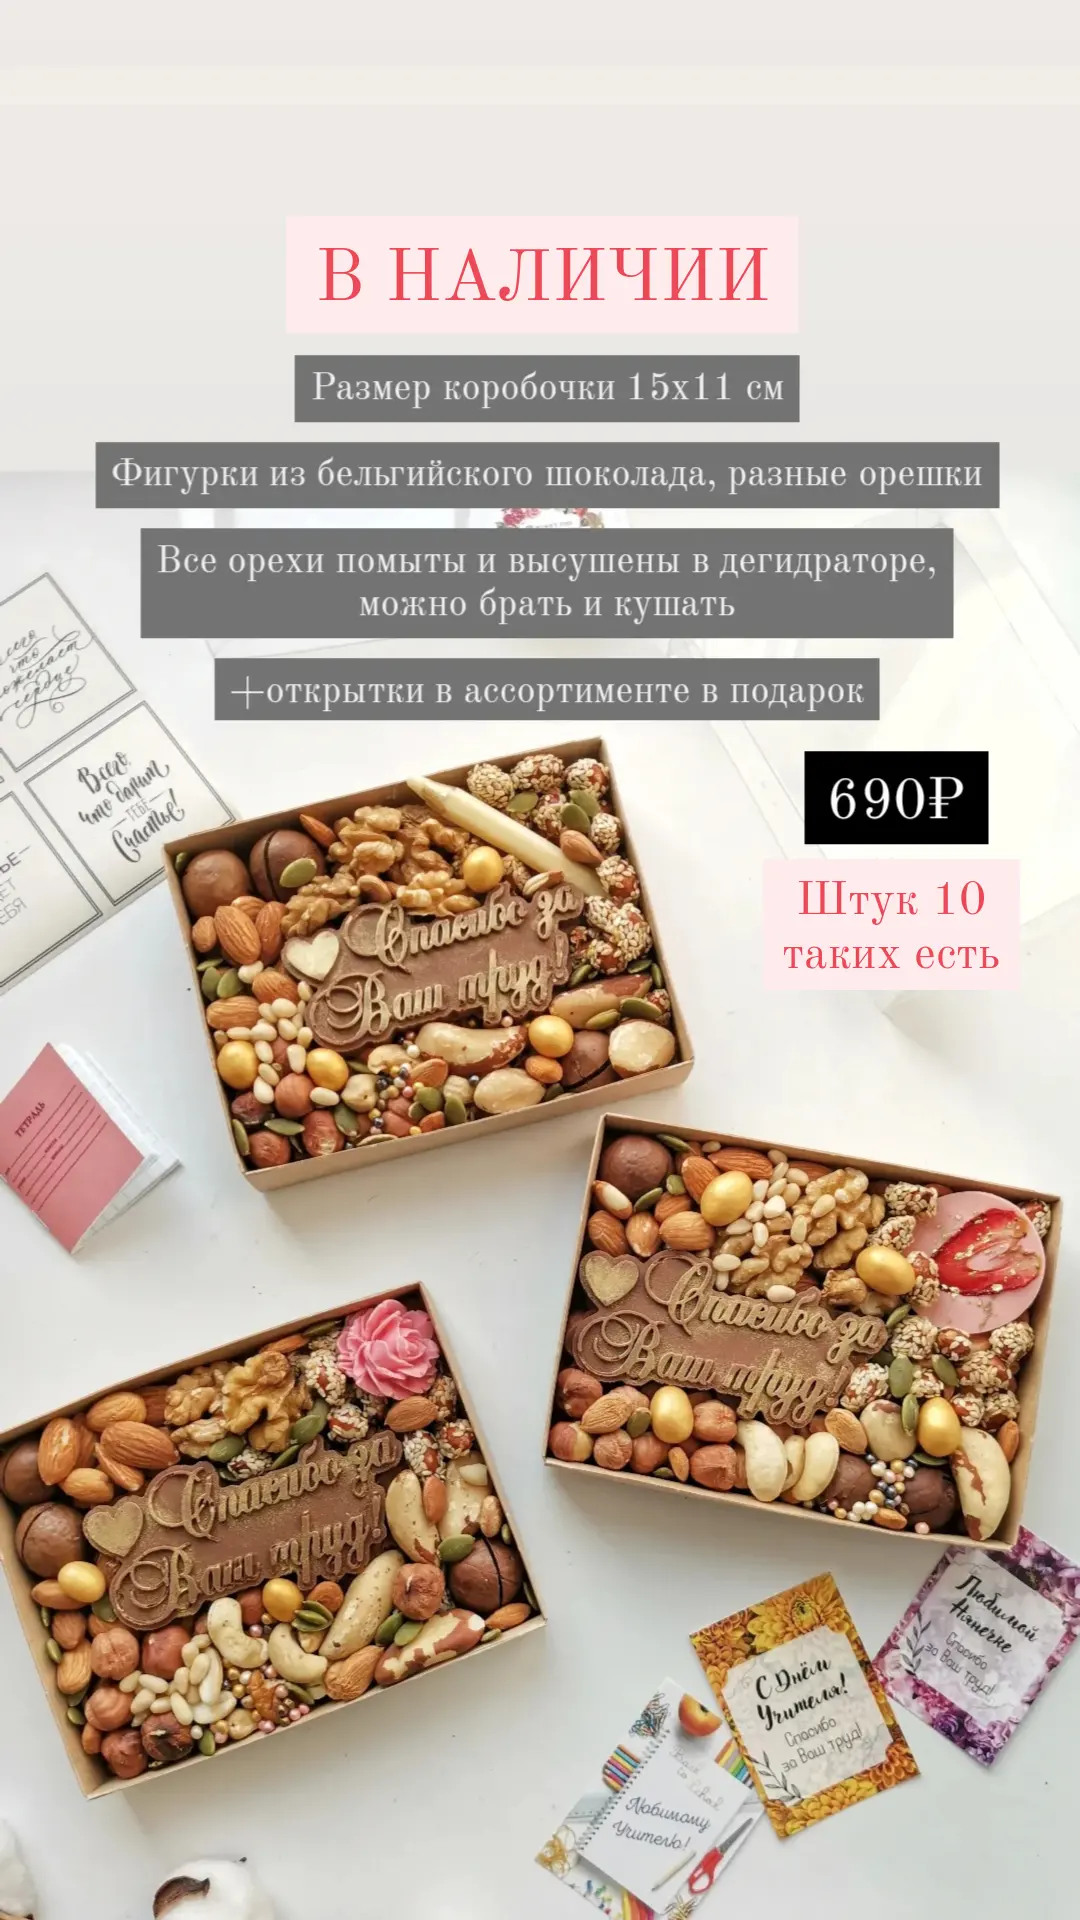 В НАЛИЧИИ
Размер коробочки 15х11 см
Фигурки из бельгийского шоколада, разные орешки
Все орехи помыты и высушены в дегидраторе,
можно брать и кушать
+открытки в ассортименте в подарок
690₽
Штук 10
таких есть
Всего,
что дарит
ТЕБЕ
Счастье!
Спасибо за
Ваш труд!
ТЕТРАДЬ
Спасибо за
Ваш труд!
Спасибо за
Ваш труд!
Любимой
Нянечке
Спасибо
за Ваш труд!
С Днём
Учителя!
Спасибо
за Ваш труд!
Любимому
Учителю!